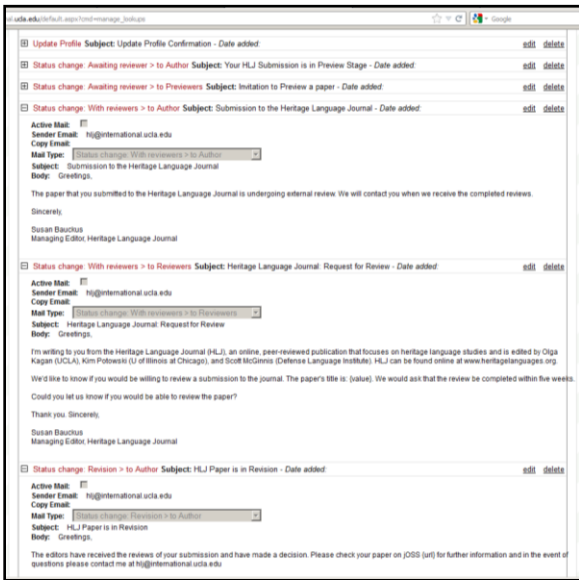 al.ucla.edu/default.aspx?cmd=manage_lookups
Google
Update Profile Subject: Update Profile Confirmation - Date added: edit delete
Status change: Awaiting reviewer > to Author Subject: Your HLJ Submission is in Preview Stage - Date added: edit delete
Status change: Awaiting reviewer > to Previewers Subject: Invitation to Preview a paper - Date added: edit delete
Status change: With reviewers > to Author Subject: Submission to the Heritage Language Journal - Date added: edit delete
Active Mail:
Sender Email: hlj@international.ucla.edu
Copy Email:
Mail Type: Status change: With reviewers > to Author
Subject: Submission to the Heritage Language Journal
Body: Greetings,
The paper that you submitted to the Heritage Language Journal is undergoing external review. We will contact you when we receive the completed reviews.
Sincerely,
Susan Bauckus
Managing Editor, Heritage Language Journal
Status change: With reviewers > to Reviewers Subject: Heritage Language Journal: Request for Review - Date added: edit delete
Active Mail:
Sender Email: hlj@international.ucla.edu
Copy Email:
Mail Type: Status change: With reviewers > to Reviewers
Subject: Heritage Language Journal: Request for Review
Body: Greetings,
I'm writing to you from the Heritage Language Journal (HLJ), an online, peer-reviewed publication that focuses on heritage language studies and is edited by Olga
Kagan (UCLA), Kim Potowski (U of Illinois at Chicago), and Scott McGinnis (Defense Language Institute). HLJ can be found online at www.heritagelanguages.org.
We'd like to know if you would be willing to review a submission to the journal. The paper's title is: {value}. We would ask that the review be completed within five weeks.
Could you let us know if you would be able to review the paper?
Thank you. Sincerely,
Susan Bauckus
Managing Editor, Heritage Language Journal
Status change: Revision > to Author Subject: HLJ Paper is in Revision - Date added: edit delete
Active Mail:
Sender Email: hlj@international.ucla.edu
Copy Email:
Mail Type: Status change: Revision > to Author
Subject: HLJ Paper is in Revision
Body: Greetings,
The editors have received the reviews of your submission and have made a decision. Please check your paper on jOSS {url} for further information and in the event of
questions please contact me at hlj@international.ucla.edu